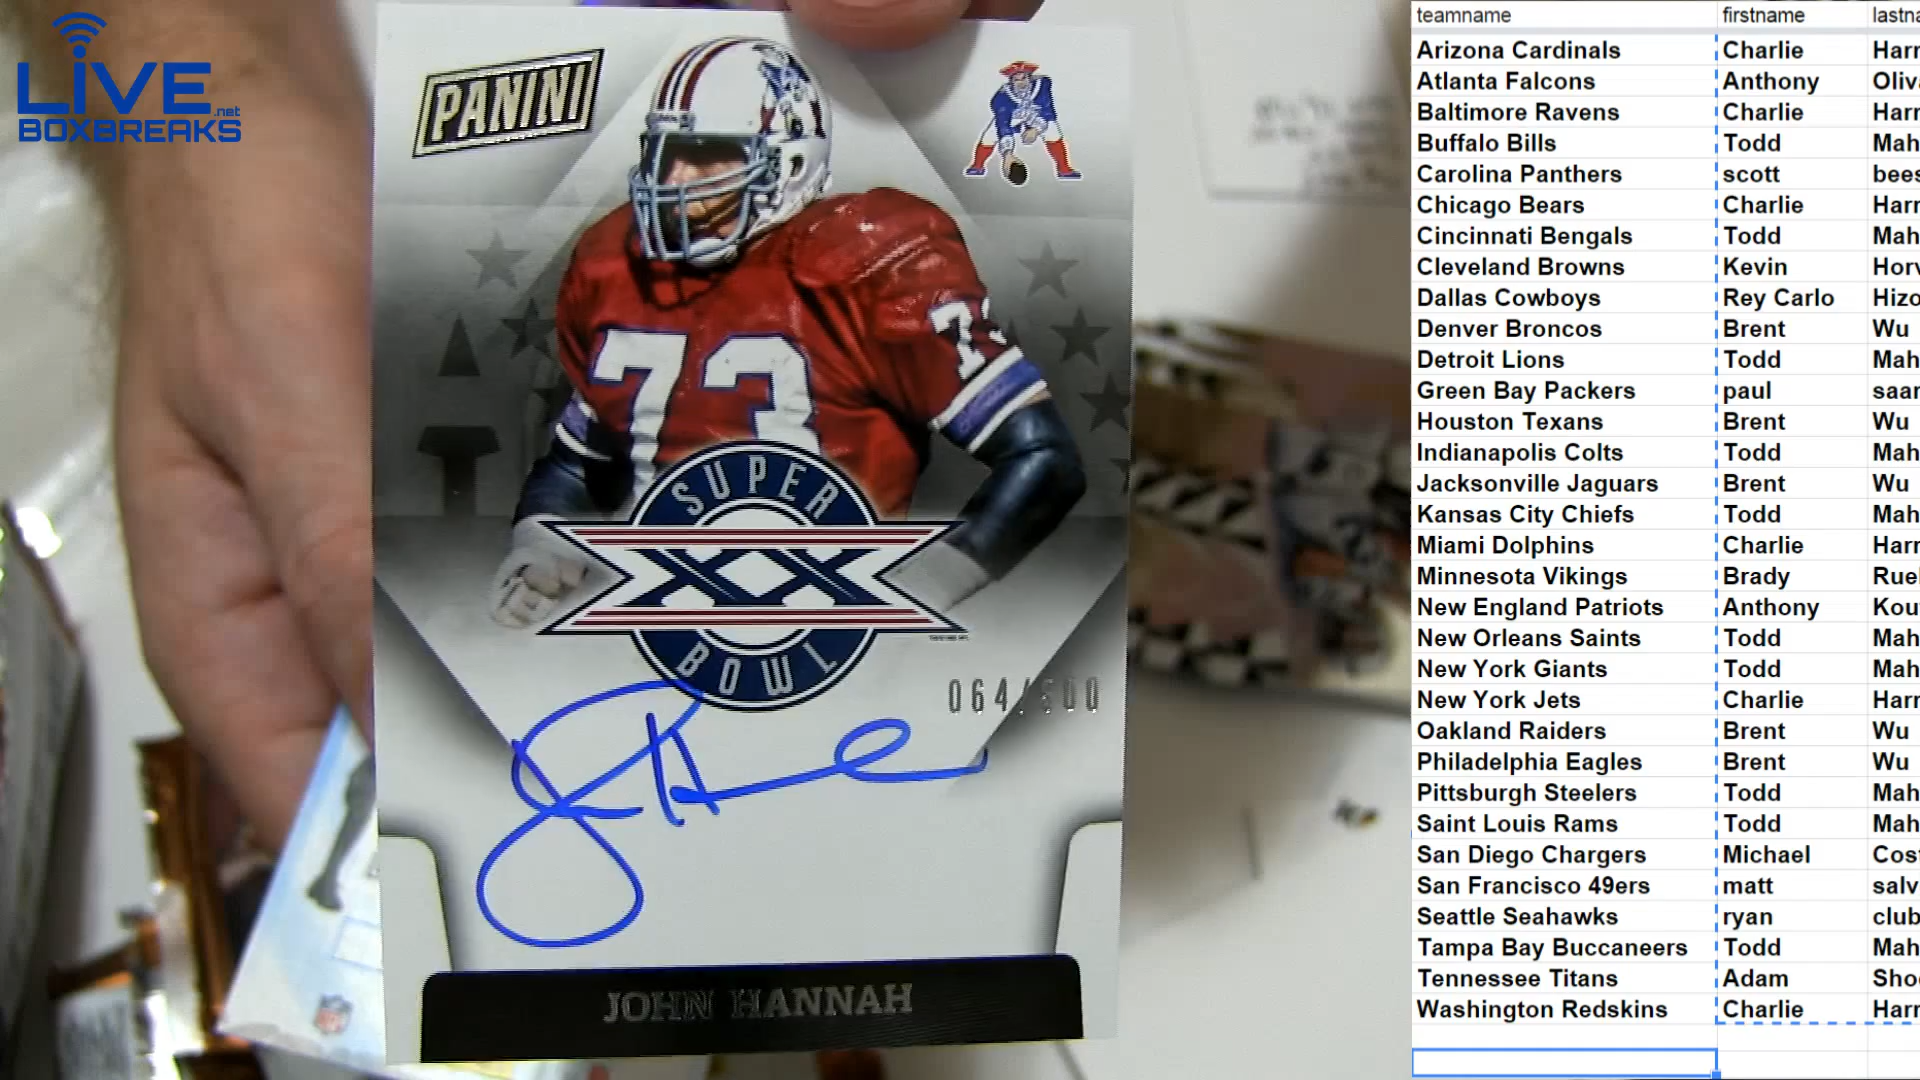 LIVE
.net
BOXBREAKS
PANINI
73
SUPER
XX
BOWL
064/500
JOHN HANNAH
teamname firstname lastna
Arizona Cardinals Charlie Harr
Atlanta Falcons Anthony Oliva
Baltimore Ravens Charlie Harr
Buffalo Bills Todd Mah
Carolina Panthers scott bees
Chicago Bears Charlie Harr
Cincinnati Bengals Todd Mah
Cleveland Browns Kevin Horv
Dallas Cowboys Rey Carlo Hizo
Denver Broncos Brent Wu
Detroit Lions Todd Mah
Green Bay Packers paul saar
Houston Texans Brent Wu
Indianapolis Colts Todd Mah
Jacksonville Jaguars Brent Wu
Kansas City Chiefs Todd Mah
Miami Dolphins Charlie Harr
Minnesota Vikings Brady Ruel
New England Patriots Anthony Kout
New Orleans Saints Todd Mah
New York Giants Todd Mah
New York Jets Charlie Harr
Oakland Raiders Brent Wu
Philadelphia Eagles Brent Wu
Pittsburgh Steelers Todd Mah
Saint Louis Rams Todd Mah
San Diego Chargers Michael Cost
San Francisco 49ers matt salv
Seattle Seahawks ryan club
Tampa Bay Buccaneers Todd Mah
Tennessee Titans Adam Shoe
Washington Redskins Charlie Harr